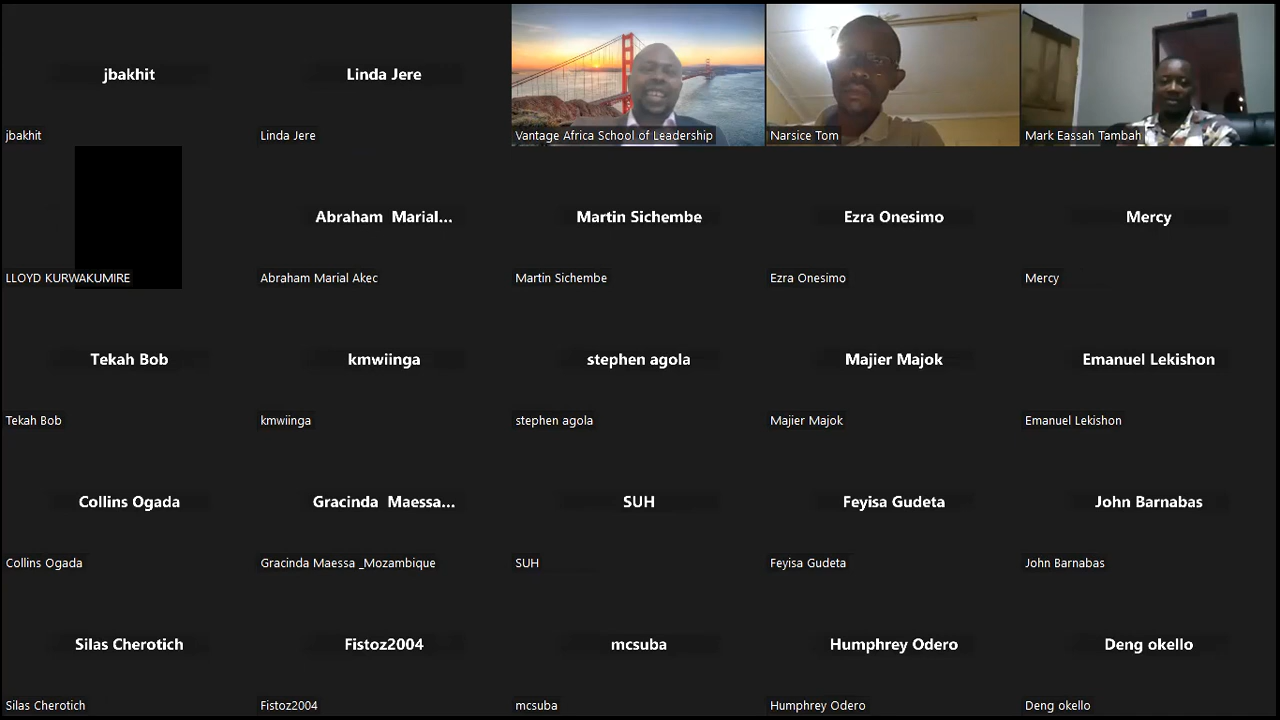 jbakhit
Linda Jere
jbakhit
Linda Jere
Vantage Africa School of Leadership
Narsice Tom
Mark Eassah Tambah
Abraham Marial...
Martin Sichembe
Ezra Onesimo
Mercy
LLOYD KURWAKUMIRE
Abraham Marial Akec
Martin Sichembe
Ezra Onesimo
Mercy
Tekah Bob
kmwiinga
stephen agola
Majier Majok
Emanuel Lekishon
Tekah Bob
kmwiinga
stephen agola
Majier Majok
Emanuel Lekishon
Collins Ogada
Gracinda Maessa...
SUH
Feyisa Gudeta
John Barnabas
Collins Ogada
Gracinda Maessa _Mozambique
SUH
Feyisa Gudeta
John Barnabas
Silas Cherotich
Fistoz2004
mcsuba
Humphrey Odero
Deng okello
Silas Cherotich
Fistoz2004
mcsuba
Humphrey Odero
Deng okello